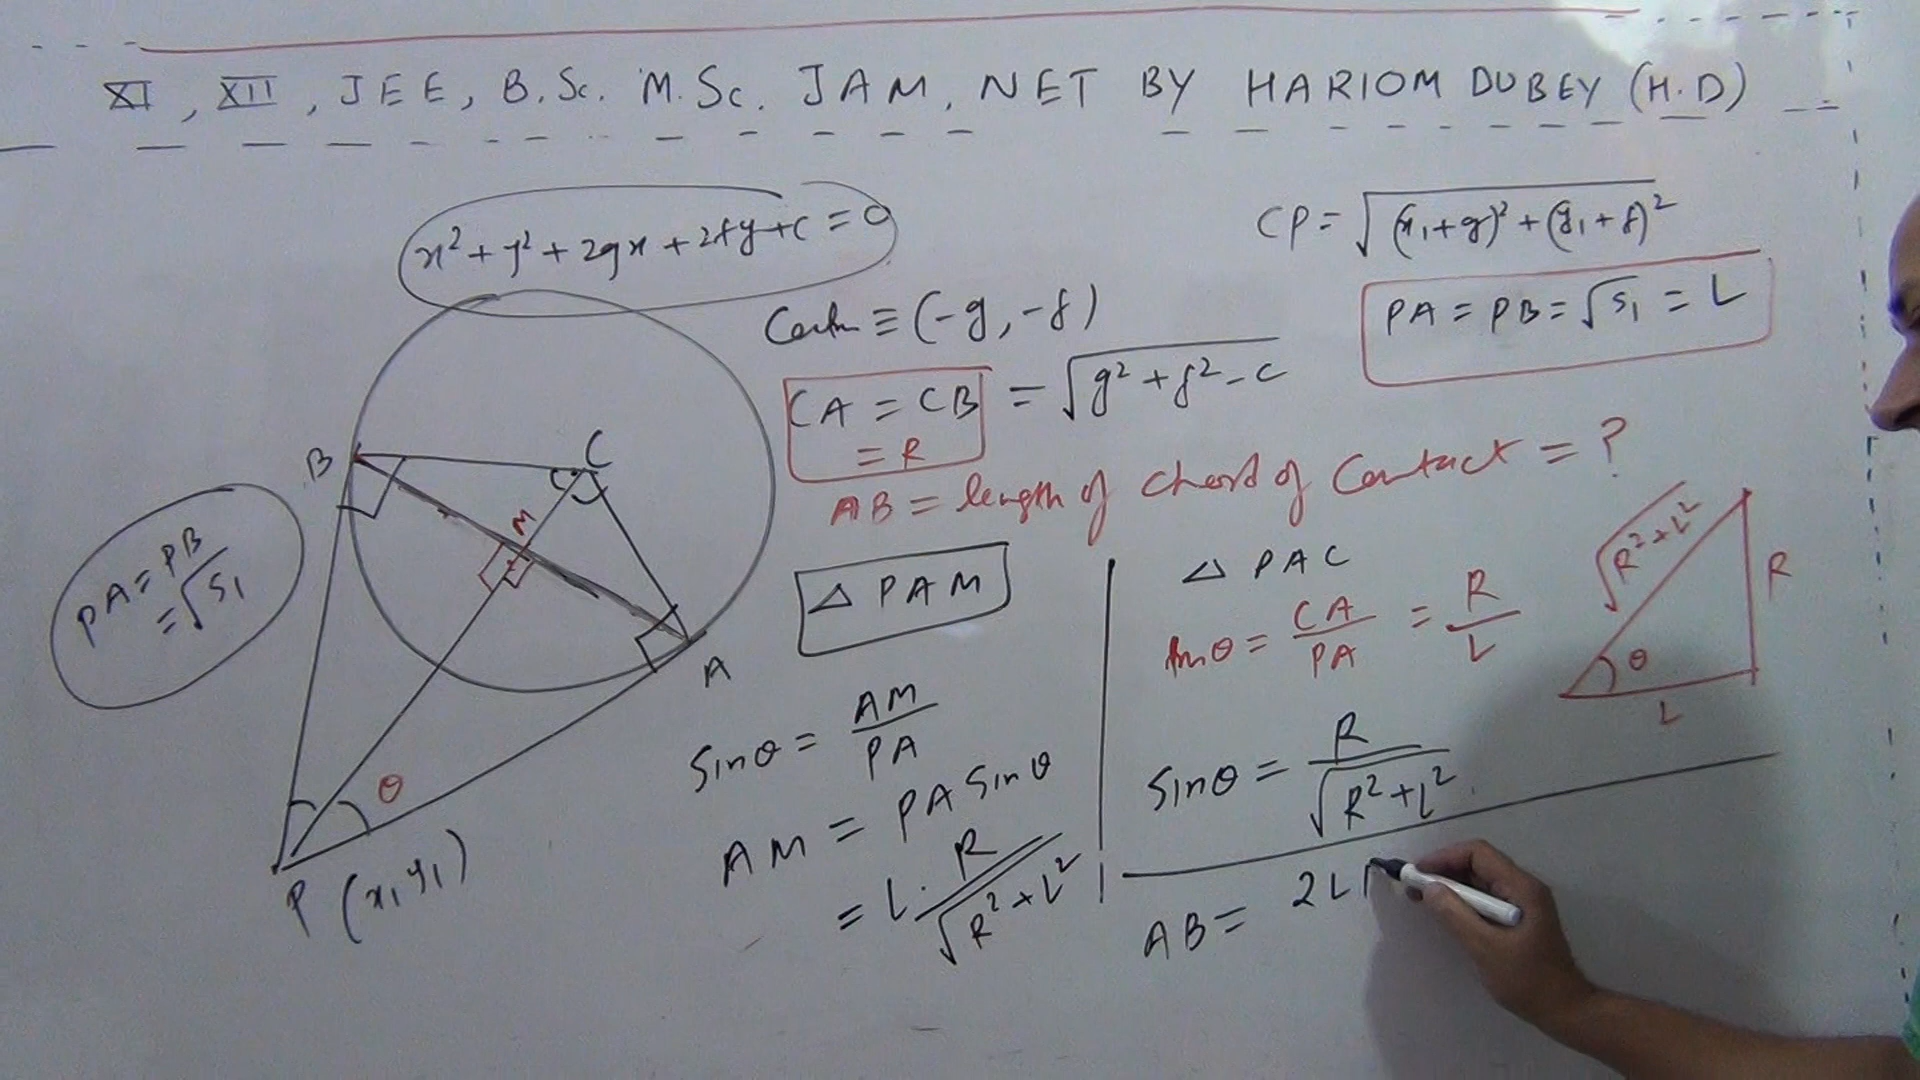 XI, XII, JEE, B.Sc. M.Sc. JAM, NET BY HARIOM DUBEY (H.D)
x² + y² + 2gx + 2fy + c = 0
CP = √(x₁+g)² + (y₁+f)²
≡ (-g, -f)
PA = PB = √S₁ = L
CA = CB = √g² + f² - c
= R
AB = length of chord of Contact = ?
B
C
M
A
PA = PB
= √S₁
θ
P (x₁ y₁)
△ PAM
Sinθ = AM/PA
AM = PA Sinθ
= L. R/√R² + L²
△ PAC
tanθ = CA/PA = R/L
Sinθ = R/√R² + L²
√R² + L²
R
θ
L
AB = 2L